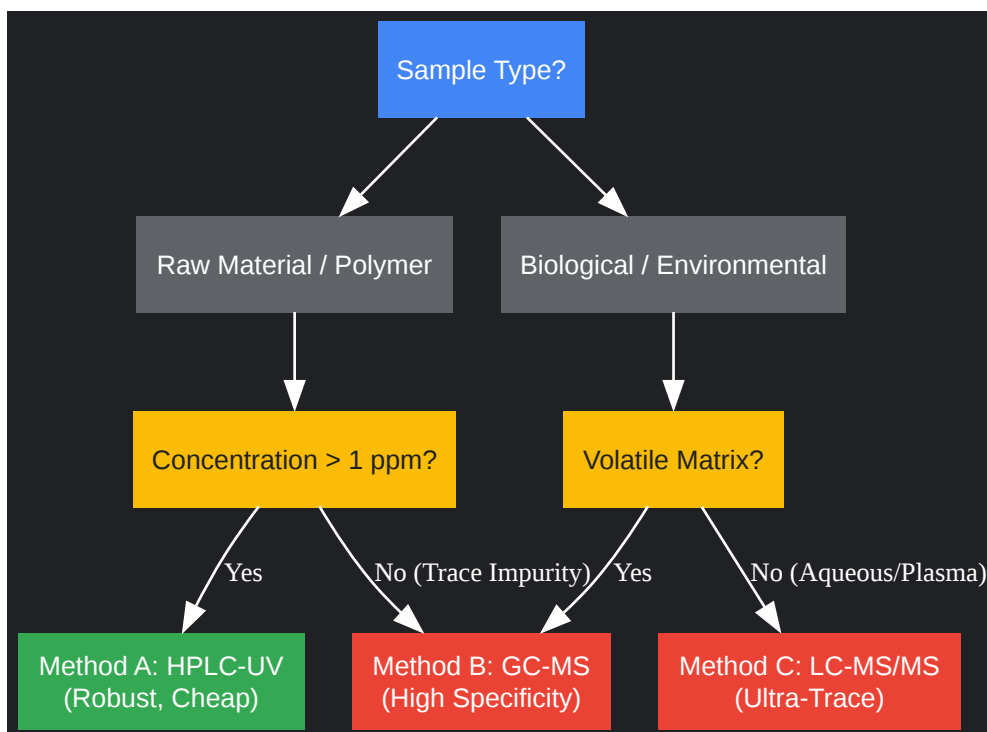 Sample Type?
Raw Material / Polymer
Biological / Environmental
Concentration > 1 ppm?
Volatile Matrix?
Yes
No (Trace Impurity)
Yes
No (Aqueous/Plasma)
Method A: HPLC-UV
(Robust, Cheap)
Method B: GC-MS
(High Specificity)
Method C: LC-MS/MS
(Ultra-Trace)